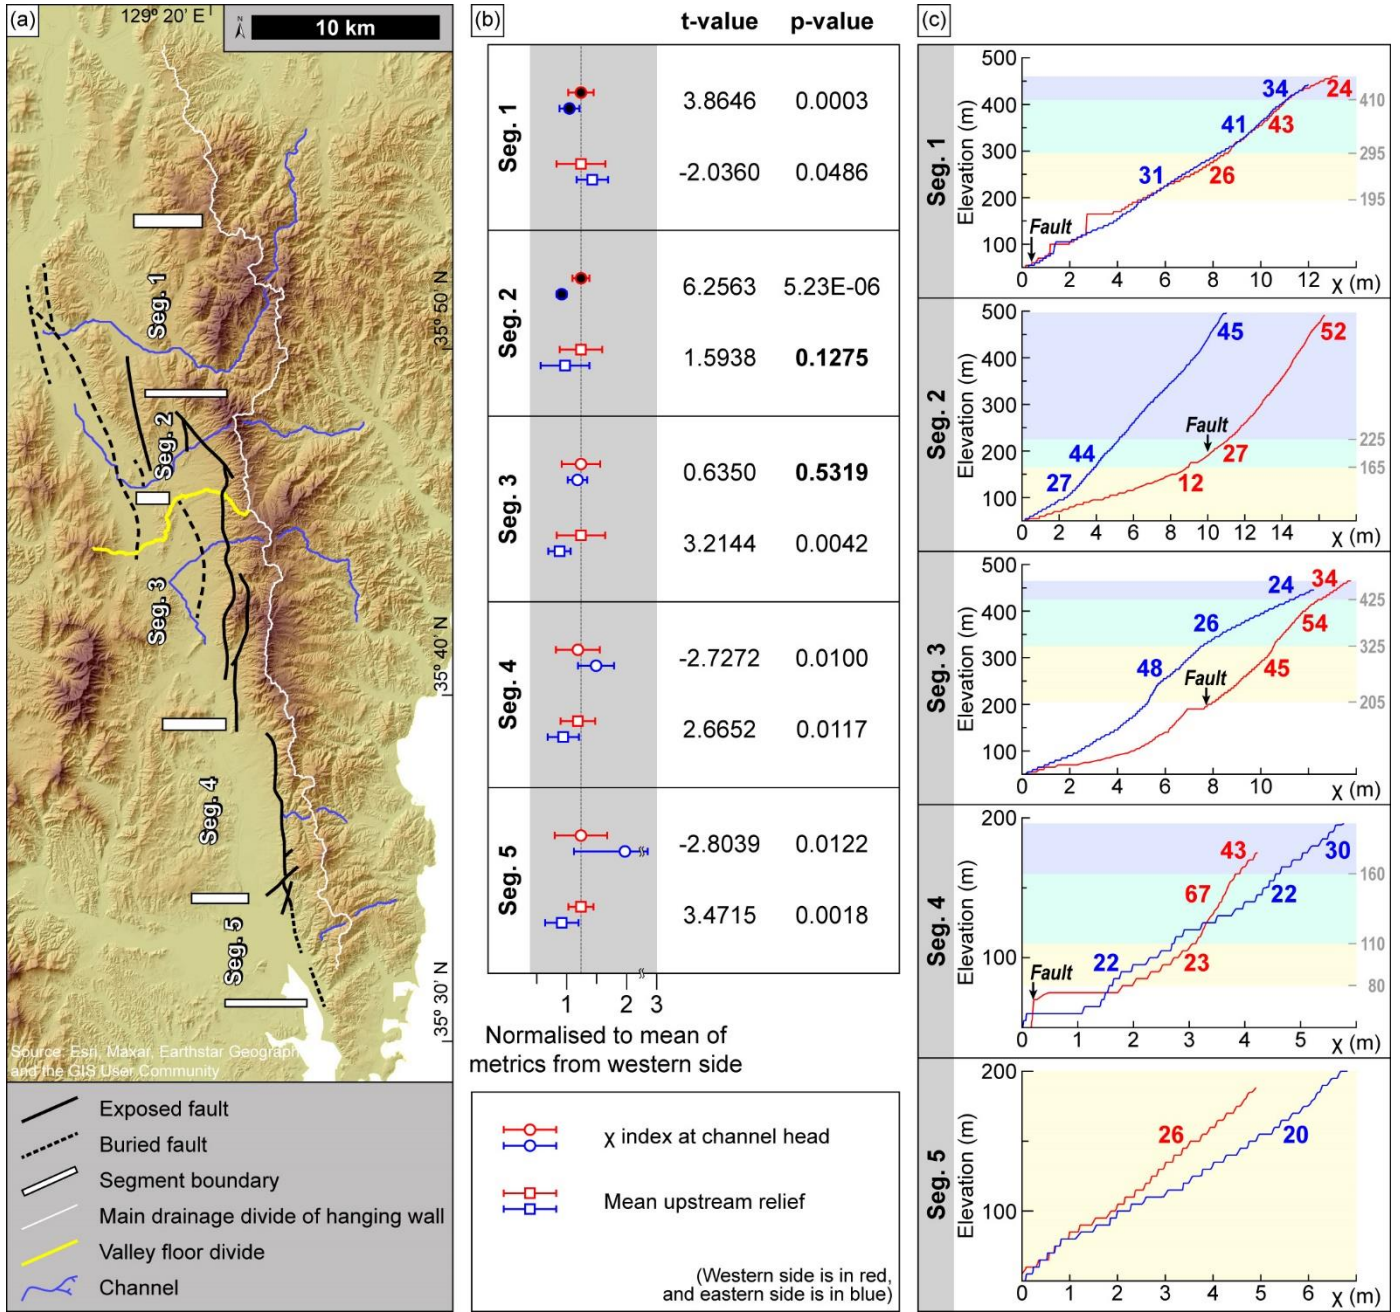 (a)
129° 20' E
N
10 km
Seg. 1
35° 50' N
Seg. 2
Seg. 3
35° 40' N
Seg. 4
Seg. 5
35° 30' N
Source: Esri, Maxar, Earthstar Geograph
and the GIS User Community
Exposed fault
Buried fault
Segment boundary
Main drainage divide of hanging wall
Valley floor divide
Channel
(b)
t-value p-value
Seg. 1
3.8646 0.0003
-2.0360 0.0486
Seg. 2
6.2563 5.23E-06
1.5938 0.1275
Seg. 3
0.6350 0.5319
3.2144 0.0042
Seg. 4
-2.7272 0.0100
2.6652 0.0117
Seg. 5
-2.8039 0.0122
3.4715 0.0018
1 2 3
Normalised to mean of
metrics from western side
χ index at channel head
Mean upstream relief
(Western side is in red,
and eastern side is in blue)
(c)
Seg. 1
Elevation (m)
500
400
300
200
100
34 24
410
41 43
295
31 26
195
Fault
0 2 4 6 8 10 12 χ (m)
Seg. 2
Elevation (m)
500
400
300
200
100
45 52
225
Fault
44 27
165
27 12
0 2 4 6 8 10 12 14 χ (m)
Seg. 3
Elevation (m)
500
400
300
200
100
24 34
425
26 54
325
48 45
Fault
205
0 2 4 6 8 10 χ (m)
Seg. 4
Elevation (m)
200
100
43 30
160
67 22
110
22 23
80
Fault
0 1 2 3 4 5 χ (m)
Seg. 5
Elevation (m)
200
100
26 20
0 1 2 3 4 5 6 χ (m)